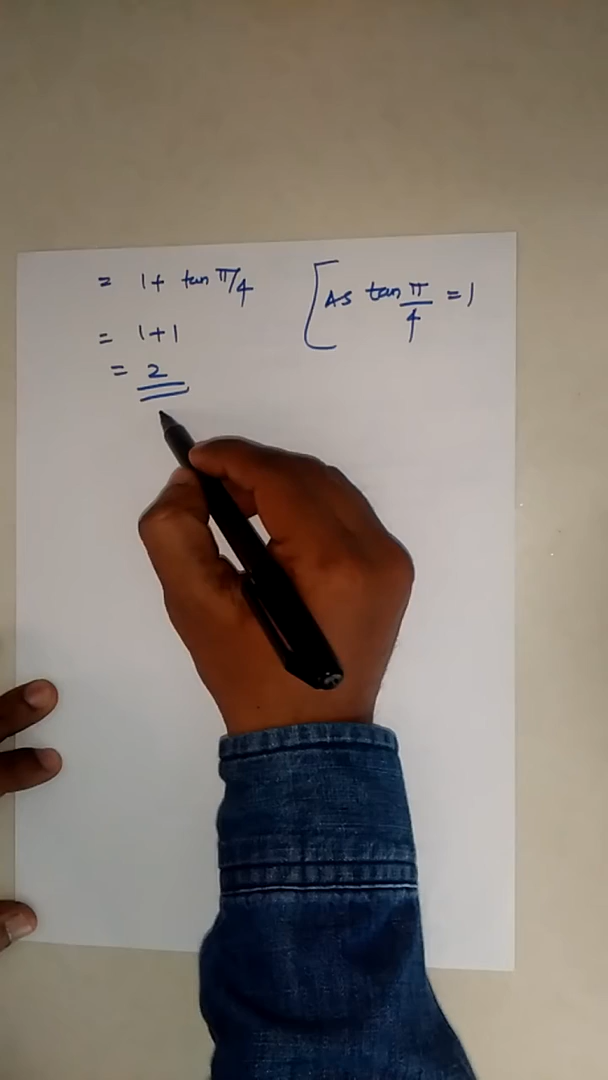 = 1 + tan π/4 [As tan π/4 = 1
= 1 + 1
= 2